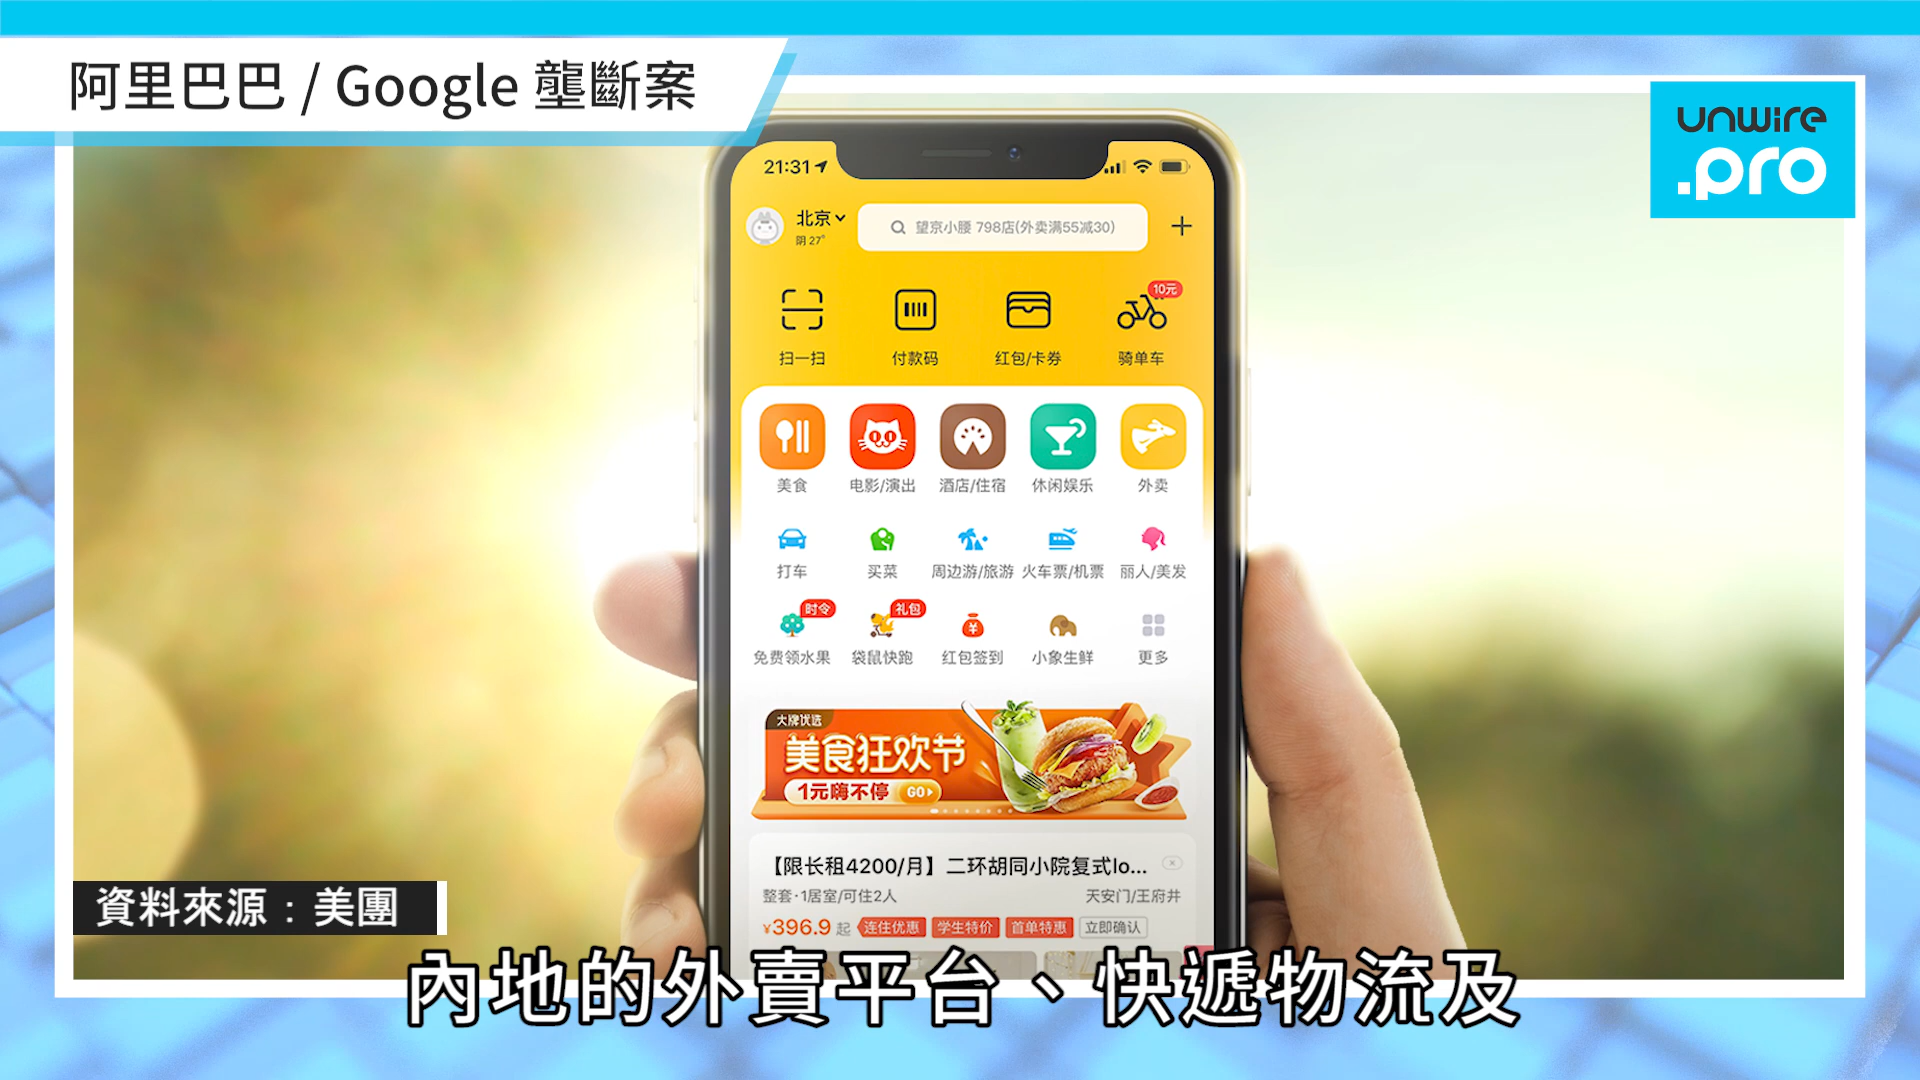 阿里巴巴 / Google 壟斷案
unwire
.pro
21:31
北京
阴 27°
望京小腰 798店(外卖满55减30)
10元
扫一扫
付款码
红包/卡券
骑单车
美食
电影/演出
酒店/住宿
休闲娱乐
外卖
打车
买菜
周边游/旅游
火车票/机票
丽人/美发
时令
礼包
免费领水果
袋鼠快跑
红包签到
小象生鲜
更多
大牌优选
美食狂欢节
1元嗨不停 GO
【限长租4200/月】二环胡同小院复式lo...
整套·1居室/可住2人
天安门/王府井
¥396.9 起 连住优惠 学生特价 首单特惠 立即确认
資料來源：美團
內地的外賣平台、快遞物流及